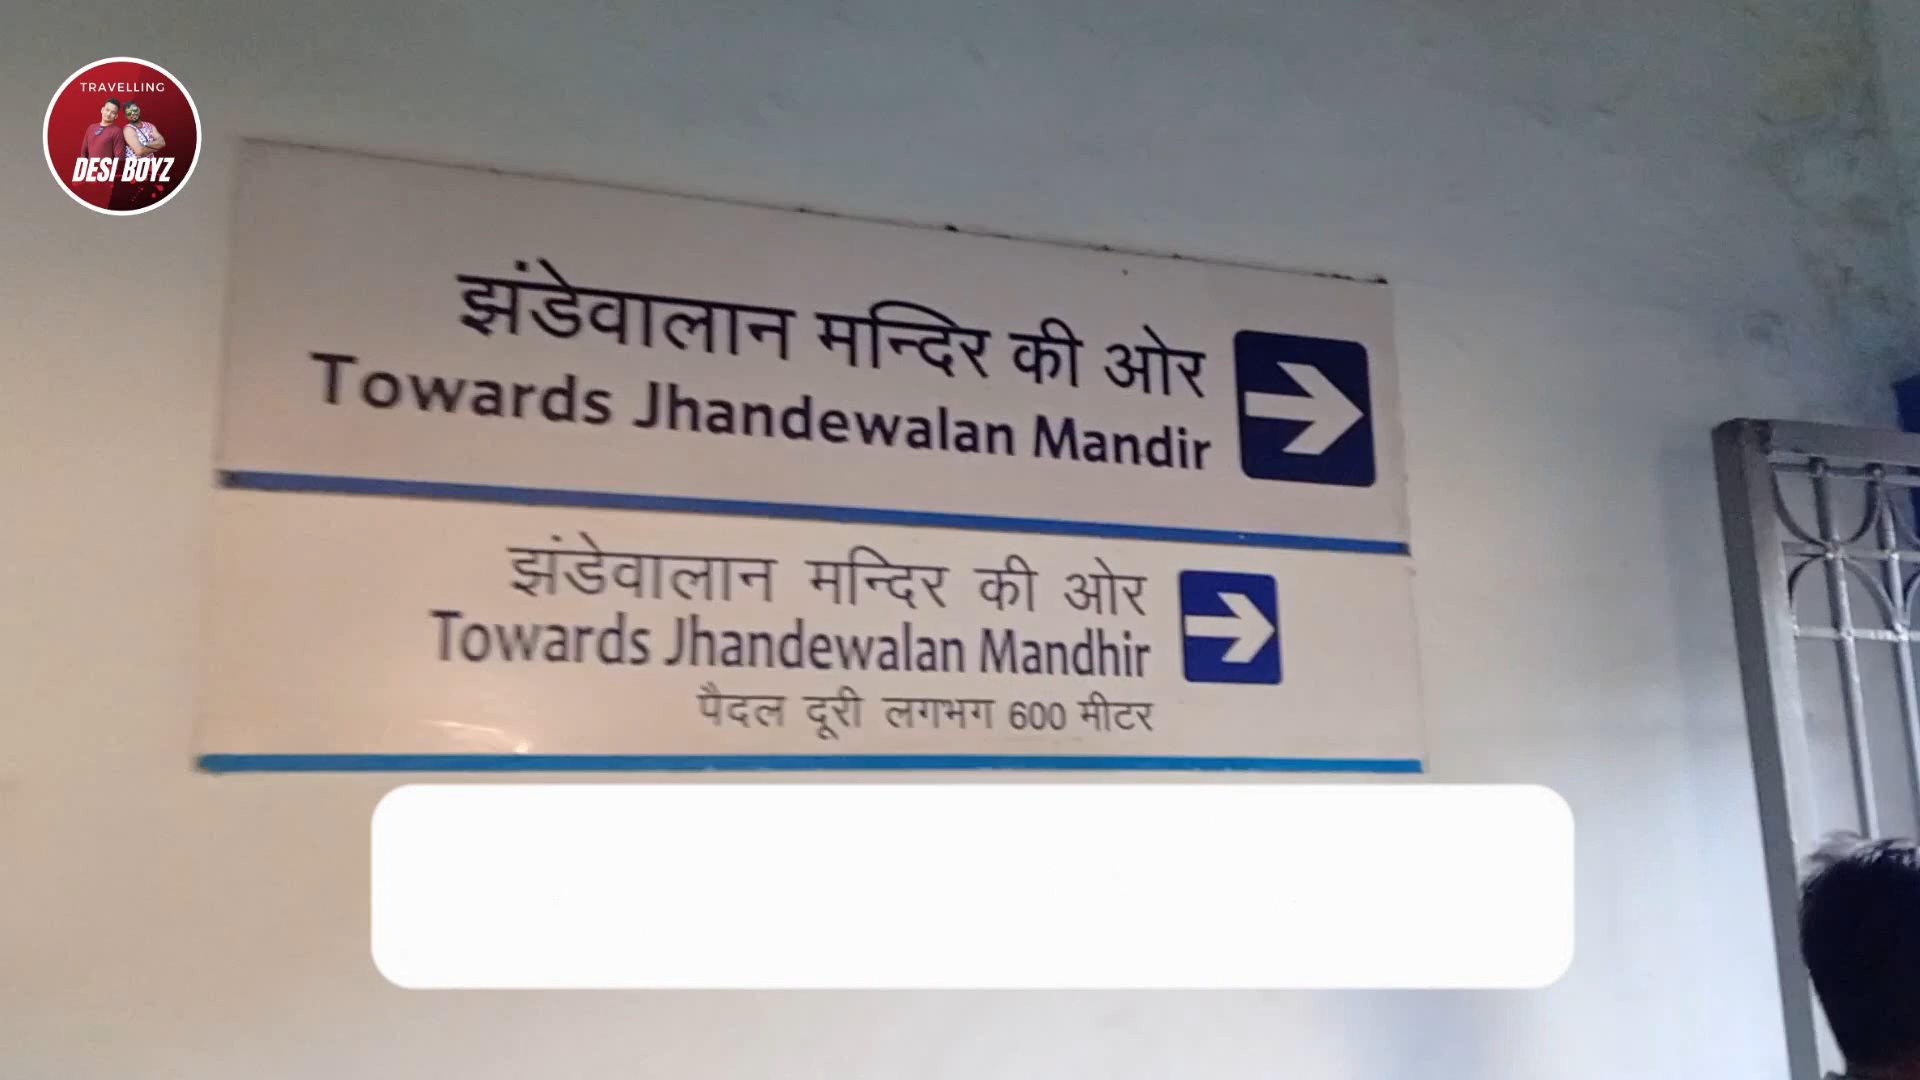 TRAVELLING
DESI BOYZ
झंडेवालान मन्दिर की ओर
Towards Jhandewalan Mandir
झंडेवालान मन्दिर की ओर
Towards Jhandewalan Mandhir
पैदल दूरी लगभग 600 मीटर